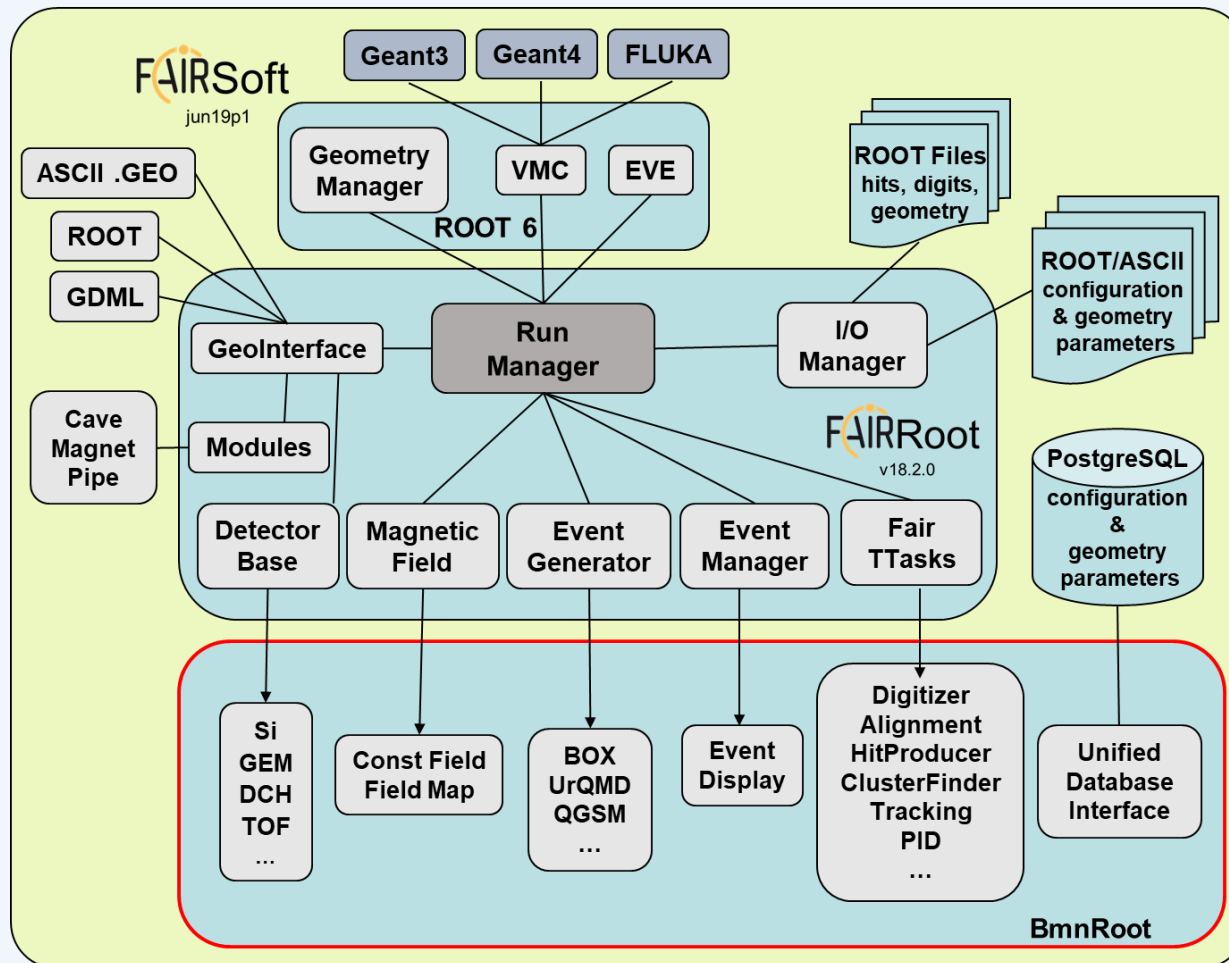 Geant3
Geant4
FLUKA
FAIRSoft
jun19p1
Geometry
Manager
VMC
EVE
ROOT 6
ROOT Files
hits, digits,
geometry
ASCII .GEO
ROOT
GDML
ROOT/ASCII
configuration
& geometry
parameters
GeoInterface
Run
Manager
I/O
Manager
Cave
Magnet
Pipe
Modules
FAIRRoot
v18.2.0
PostgreSQL
configuration
&
geometry
parameters
Detector
Base
Magnetic
Field
Event
Generator
Event
Manager
Fair
TTasks
Si
GEM
DCH
TOF
...
Const Field
Field Map
BOX
UrQMD
QGSM
...
Event
Display
Digitizer
Alignment
HitProducer
ClusterFinder
Tracking
PID
...
Unified
Database
Interface
BmnRoot